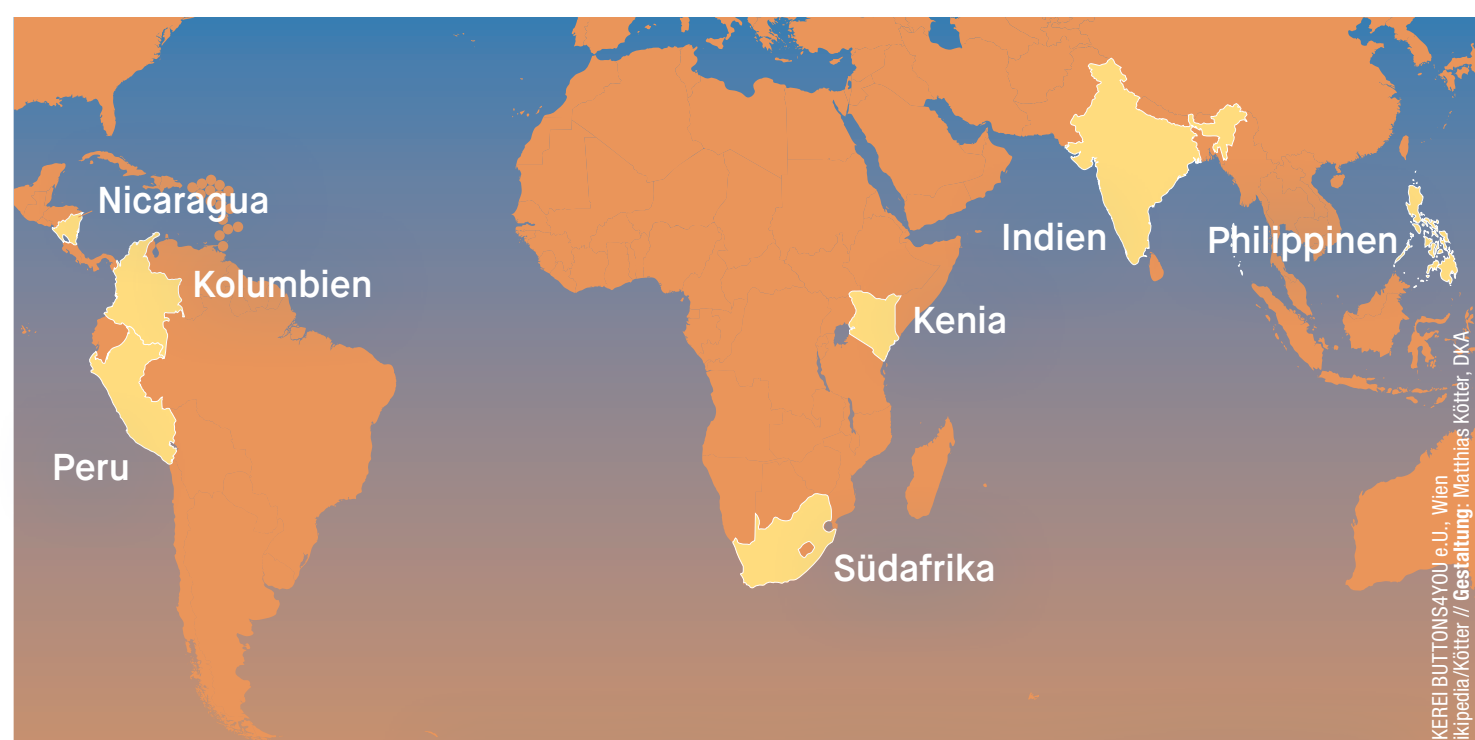 Nicaragua
Kolumbien
Peru
Indien
Philippinen
Kenia
Südafrika
KEREI BUTTONS4YOU e.U., Wien
ikipedia/Kötter // Gestaltung: Matthias Kötter, DKA